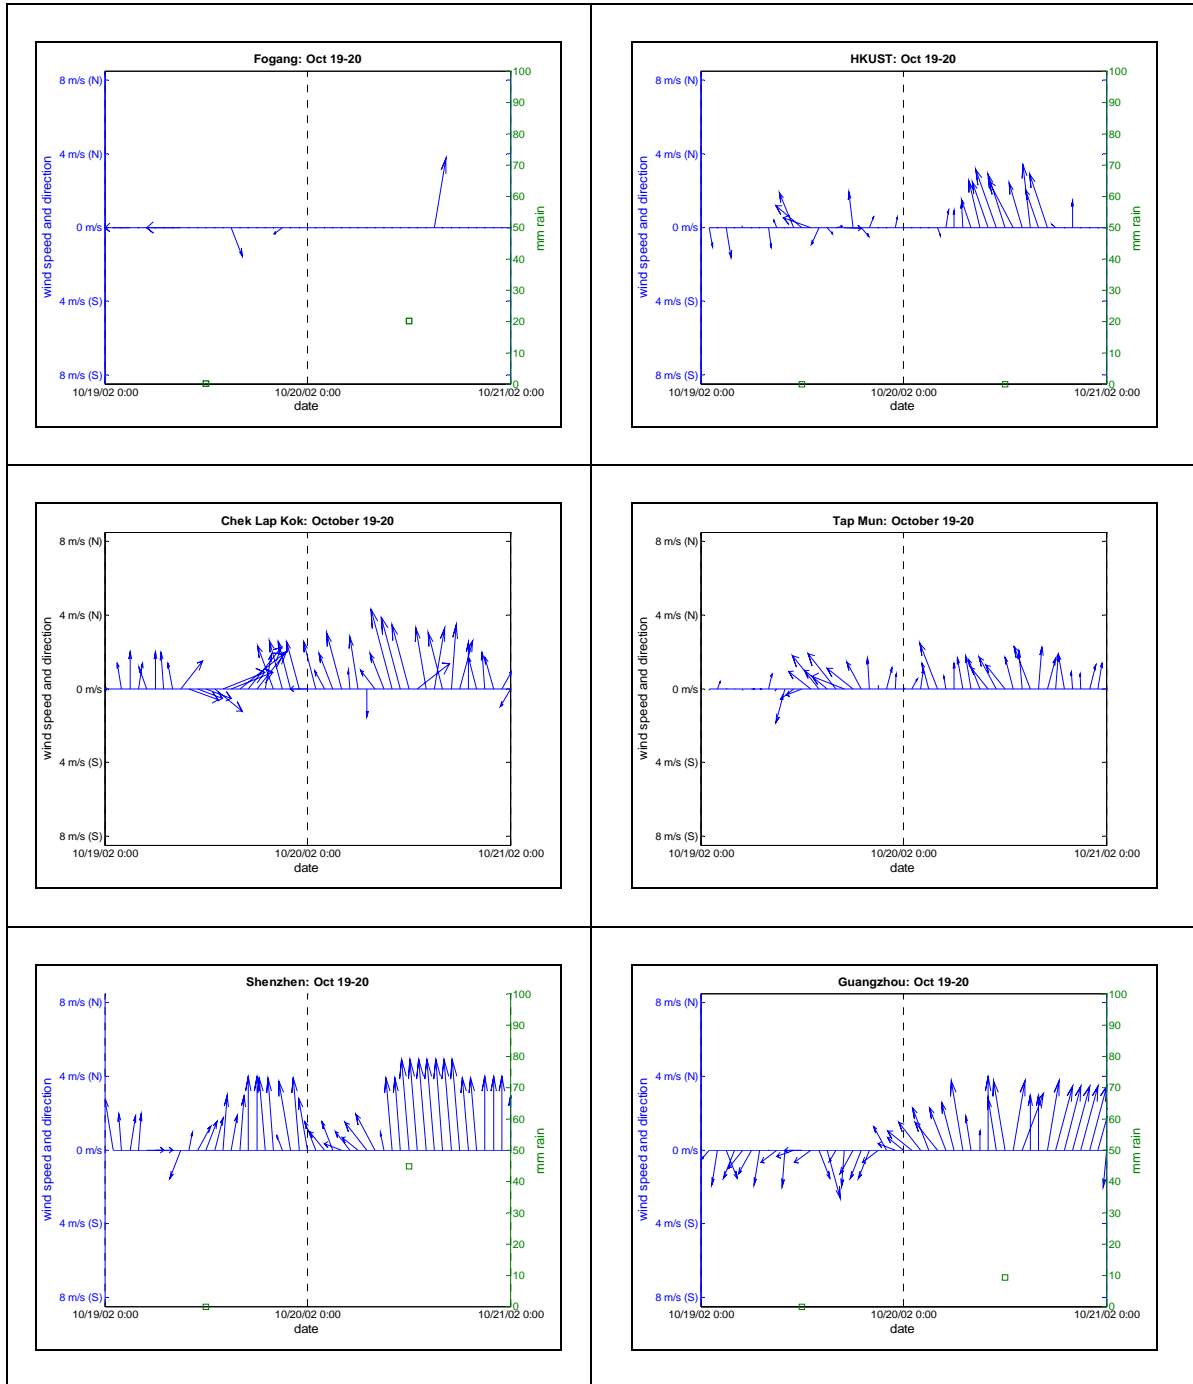 Fogang: Oct 19-20
8 m/s (N)
4 m/s (N)
0 m/s
4 m/s (S)
8 m/s (S)
wind speed and direction
100
90
80
70
60
50
40
30
20
10
0
mm rain
10/19/02 0:00
10/20/02 0:00
10/21/02 0:00
date
HKUST: Oct 19-20
8 m/s (N)
4 m/s (N)
0 m/s
4 m/s (S)
8 m/s (S)
wind speed and direction
100
90
80
70
60
50
40
30
20
10
0
mm rain
10/19/02 0:00
10/20/02 0:00
10/21/02 0:00
date
Chek Lap Kok: October 19-20
8 m/s (N)
4 m/s (N)
0 m/s
4 m/s (S)
8 m/s (S)
wind speed and direction
10/19/02 0:00
10/20/02 0:00
10/21/02 0:00
date
Tap Mun: October 19-20
8 m/s (N)
4 m/s (N)
0 m/s
4 m/s (S)
8 m/s (S)
wind speed and direction
10/19/02 0:00
10/20/02 0:00
10/21/02 0:00
date
Shenzhen: Oct 19-20
8 m/s (N)
4 m/s (N)
0 m/s
4 m/s (S)
8 m/s (S)
wind speed and direction
100
90
80
70
60
50
40
30
20
10
0
mm rain
10/19/02 0:00
10/20/02 0:00
10/21/02 0:00
date
Guangzhou: Oct 19-20
8 m/s (N)
4 m/s (N)
0 m/s
4 m/s (S)
8 m/s (S)
wind speed and direction
100
90
80
70
60
50
40
30
20
10
0
mm rain
10/19/02 0:00
10/20/02 0:00
10/21/02 0:00
date